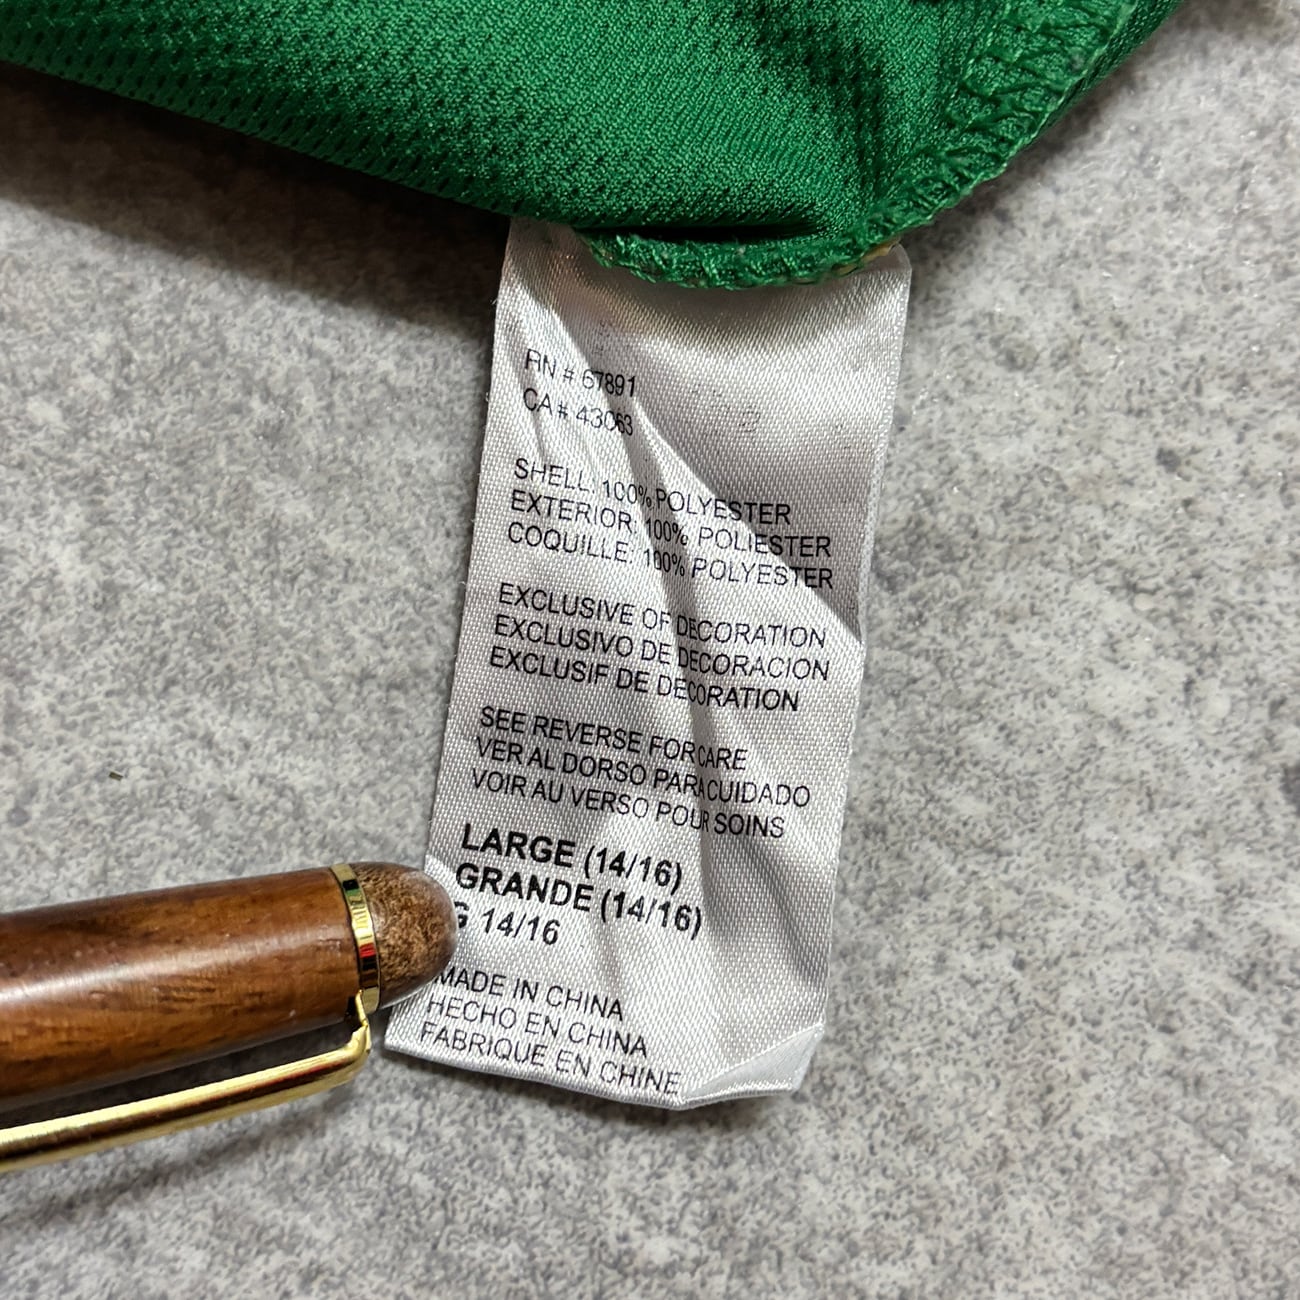 RN # 67891
CA # 43063
SHELL: 100% POLYESTER
EXTERIOR: 100% POLIESTER
COQUILLE: 100% POLYESTER
EXCLUSIVE OF DECORATION
EXCLUSIVO DE DECORACION
EXCLUSIF DE DECORATION
SEE REVERSE FOR CARE
VER AL DORSO PARA CUIDADO
VOIR AU VERSO POUR SOINS
LARGE (14/16)
GRANDE (14/16)
G 14/16
MADE IN CHINA
HECHO EN CHINA
FABRIQUE EN CHINE